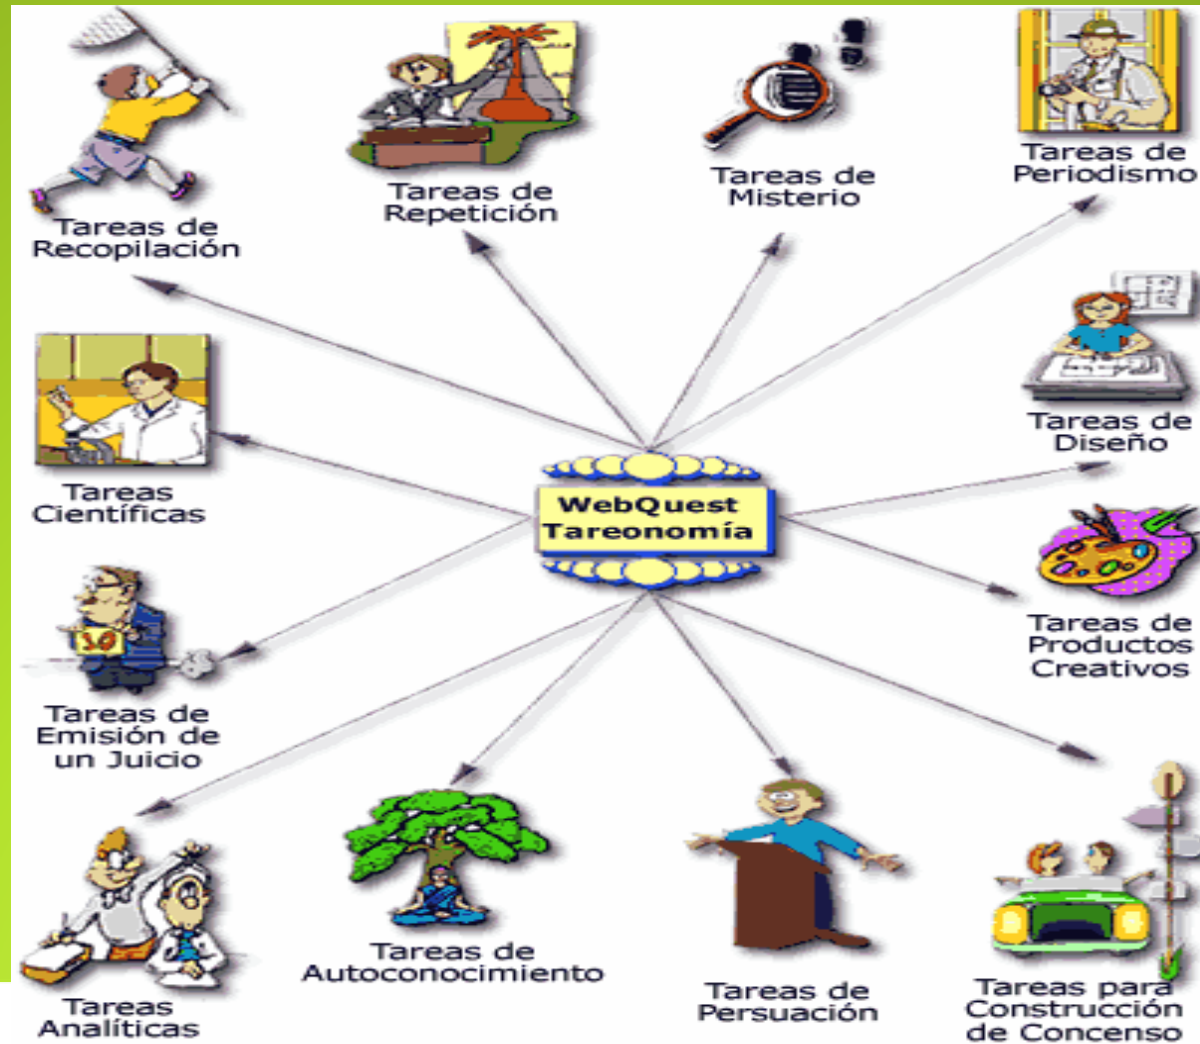 Tareas de
Recopilación
Tareas de
Repetición
Tareas de
Misterio
Tareas de
Periodismo
Tareas
Científicas
Tareas de
Diseño
WebQuest
Tareonomía
Tareas de
Productos
Creativos
10
Tareas de
Emisión de
un Juicio
Tareas
Analíticas
Tareas de
Autoconocimiento
Tareas de
Persuación
Tareas para
Construcción
de Concenso